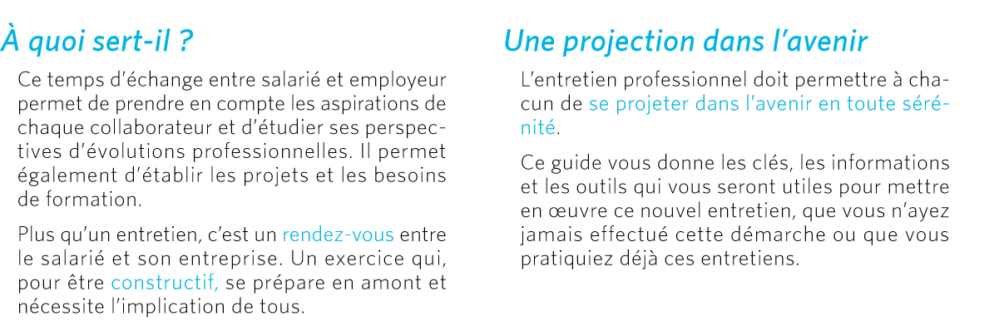 À quoi sert-il ?
Ce temps d'échange entre salarié et employeur
permet de prendre en compte les aspirations de
chaque collaborateur et d'étudier ses perspec-
tives d'évolutions professionnelles. Il permet
également d'établir les projets et les besoins
de formation.
Plus qu'un entretien, c'est un rendez-vous entre
le salarié et son entreprise. Un exercice qui,
pour être constructif, se prépare en amont et
nécessite l'implication de tous.
Une projection dans l'avenir
L'entretien professionnel doit permettre à cha-
cun de se projeter dans l'avenir en toute séré-
nité.
Ce guide vous donne les clés, les informations
et les outils qui vous seront utiles pour mettre
en œuvre ce nouvel entretien, que vous n'ayez
jamais effectué cette démarche ou que vous
pratiquiez déjà ces entretiens.